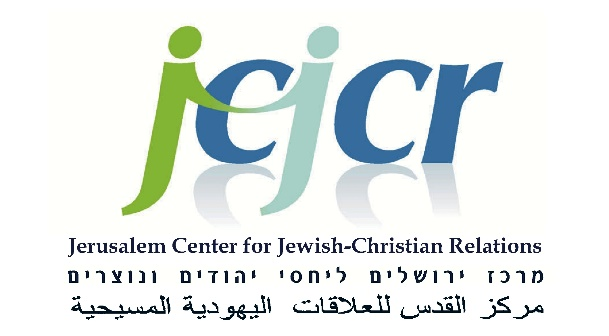 jcjcr
Jerusalem Center for Jewish-Christian Relations
מרכז ירושלים ליחסי יהודים ונוצרים
مركز القدس للعلاقات اليهودية المسيحية